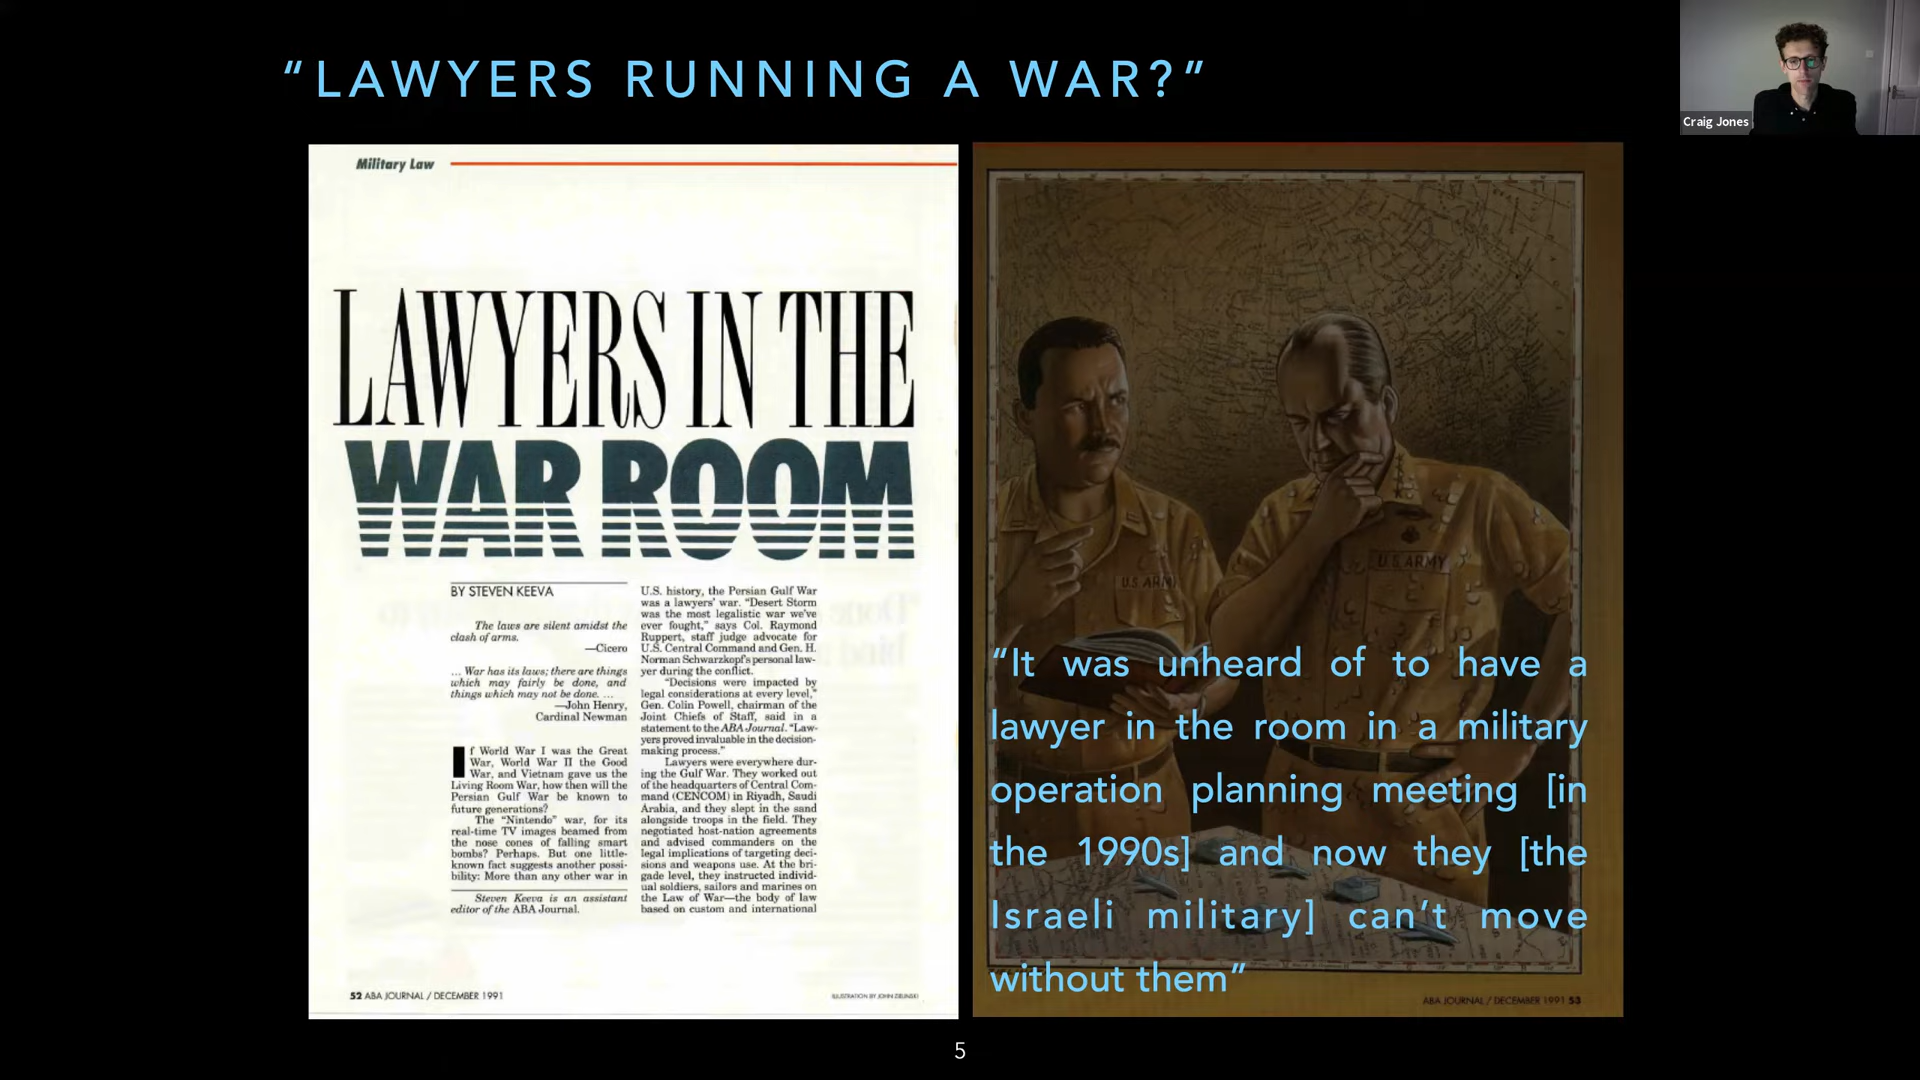 “LAWYERS RUNNING A WAR?”
Craig Jones
Military Law
LAWYERS IN THE
WAR ROOM
BY STEVEN KEEVA
The laws are silent amidst the
clash of arms.
—Cicero
... War has its laws; there are things
which may fairly be done, and
things which may not be done. ...
—John Henry,
Cardinal Newman
If World War I was the Great
War, World War II the Good
War, and Vietnam gave us the
Living Room War, how then will the
Persian Gulf War be known to
future generations?
The “Nintendo” war, for its
real-time TV images beamed from
the nose cones of falling smart
bombs? Perhaps. But one little-
known fact suggests another possi-
bility: More than any other war in
Steven Keeva is an assistant
editor of the ABA Journal.
U.S. history, the Persian Gulf War
was a lawyers’ war. “Desert Storm
was the most legalistic war we’ve
ever fought,” says Col. Raymond
Ruppert, staff judge advocate for
U.S. Central Command and Gen. H.
Norman Schwarzkopf’s personal law-
yer during the conflict.
“Decisions were impacted by
legal considerations at every level,”
Gen. Colin Powell, chairman of the
Joint Chiefs of Staff, said in a
statement to the ABA Journal. “Law-
yers proved invaluable in the decision-
making process.”
Lawyers were everywhere dur-
ing the Gulf War. They worked out
of the headquarters of Central Com-
mand (CENCOM) in Riyadh, Saudi
Arabia, and they slept in the sand
alongside troops in the field. They
negotiated host-nation agreements
and advised commanders on the
legal implications of targeting deci-
sions and weapons use. At the bri-
gade level, they instructed individ-
ual soldiers, sailors and marines on
the Law of War—the body of law
based on custom and international
52 ABA JOURNAL / DECEMBER 1991
ILLUSTRATION BY JOHN ZIELINSKI
U.S. ARMY
U.S. ARMY
“It was unheard of to have a
lawyer in the room in a military
operation planning meeting [in
the 1990s] and now they [the
Israeli military] can’t move
without them”
ABA JOURNAL / DECEMBER 1991 53
5